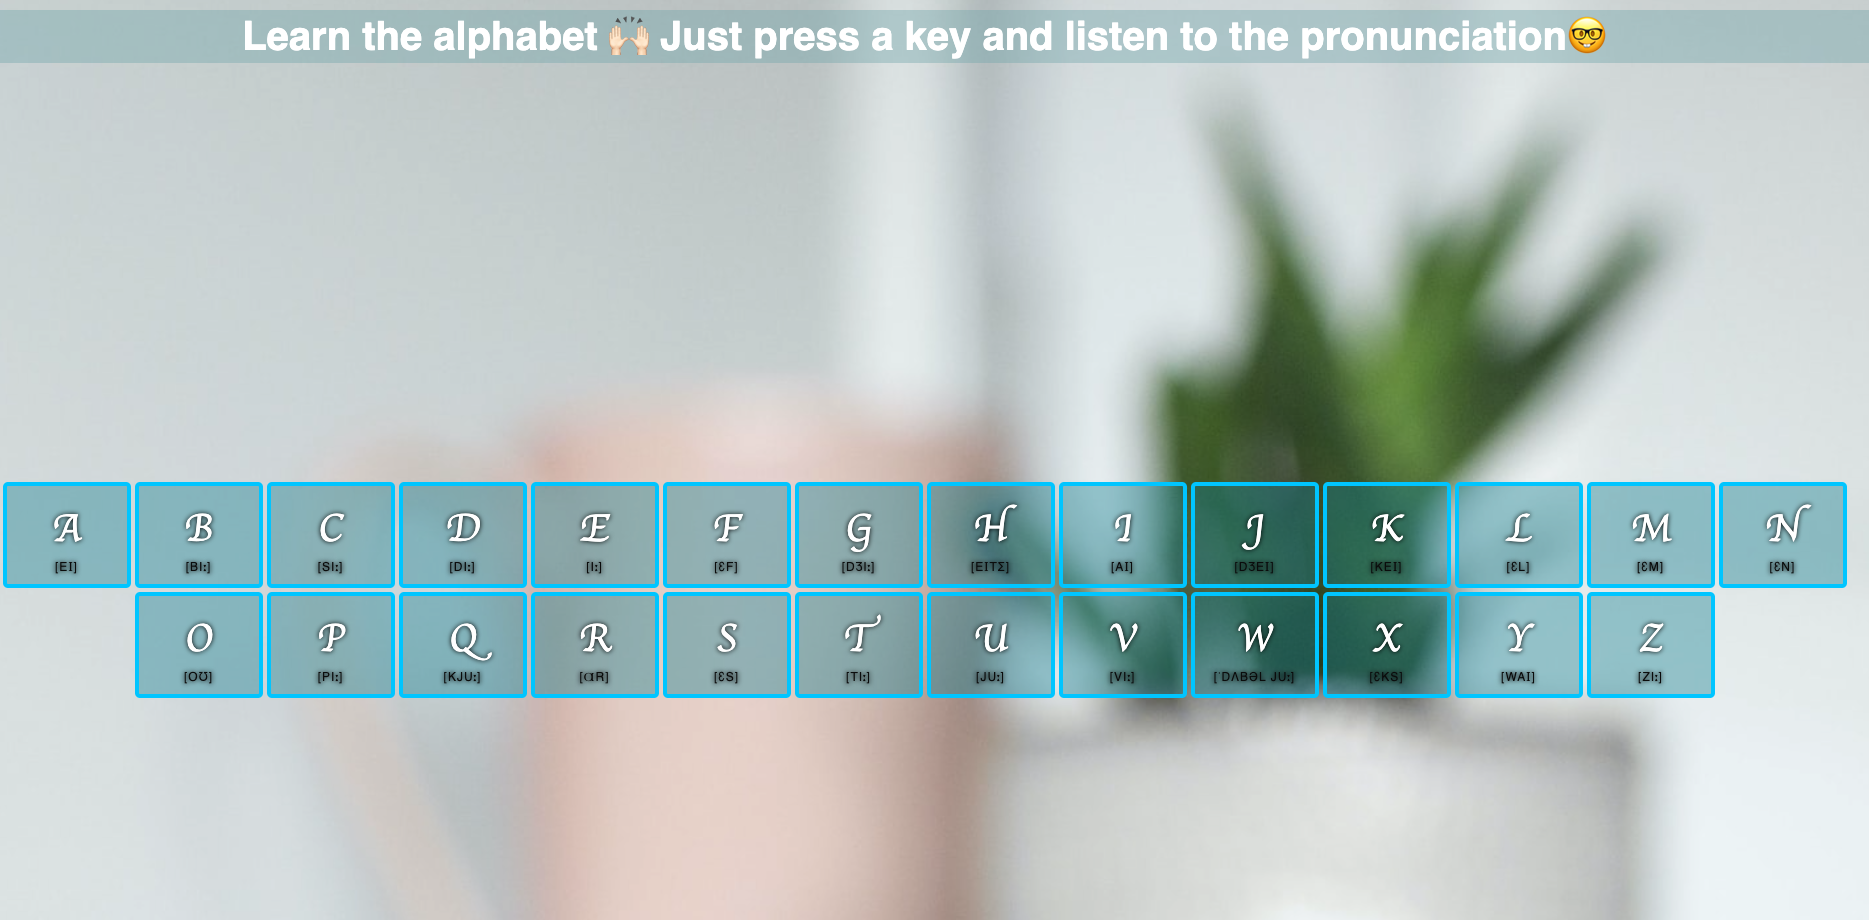 Learn the alphabet 🙌🏻 Just press a key and listen to the pronunciation🤓
A B C D E F G H I J K L M N
[EI] [BI:] [SI:] [DI:] [I:] [ƐF] [DƷI:] [EITΣ] [AI] [DƷEI] [KEI] [ƐL] [ƐM] [ƐN]
O P Q R S T U V W X Y Z
[OƱ] [PI:] [KJU:] [ⱭR] [ƐS] [TI:] [JU:] [VI:] [ˈDɅBƏL JU:] [ƐKS] [WAI] [ZI:]